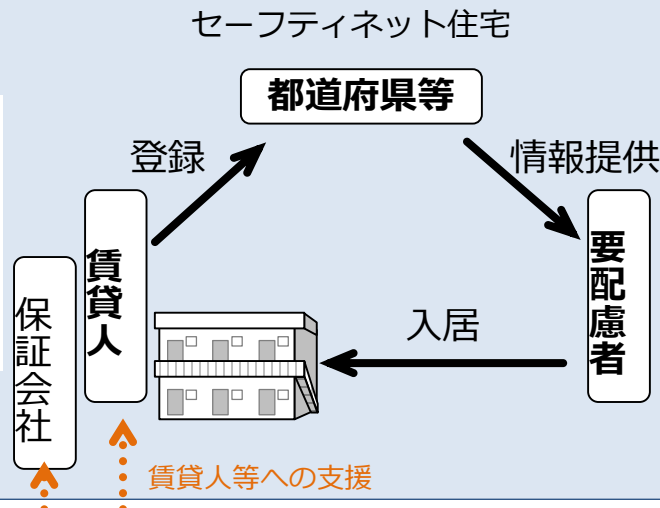 セーフティネット住宅
都道府県等
登録
情報提供
賃貸人
保証会社
入居
要配慮者
賃貸人等への支援